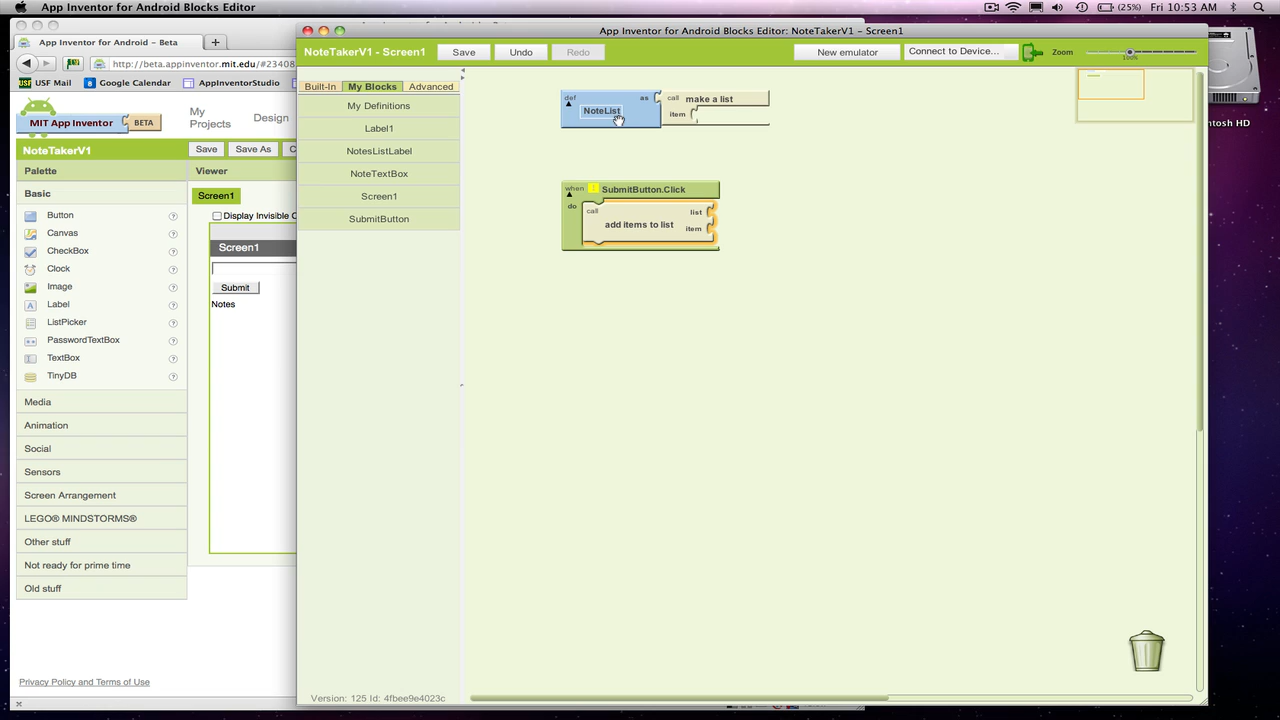 App Inventor for Android Blocks Editor
(25%)
Fri 10:53 AM
App Inventor for Android – Beta
http://beta.appinventor.mit.edu/#23408
USF Mail
Google Calendar
AppInventorStudio
MIT App Inventor
BETA
My Projects
Design
NoteTakerV1
Save
Save As
C
Palette
Viewer
Basic
Screen1
Button
Canvas
CheckBox
Clock
Image
Label
ListPicker
PasswordTextBox
TextBox
TinyDB
Display Invisible C
Screen1
Submit
Notes
Media
Animation
Social
Sensors
Screen Arrangement
LEGO® MINDSTORMS®
Other stuff
Not ready for prime time
Old stuff
Privacy Policy and Terms of Use
App Inventor for Android Blocks Editor: NoteTakerV1 - Screen1
NoteTakerV1 - Screen1
Save
Undo
Redo
New emulator
Connect to Device...
Zoom
100%
Built-In
My Blocks
Advanced
My Definitions
Label1
NotesListLabel
NoteTextBox
Screen1
SubmitButton
def
NoteList
as
call
make a list
item
when
SubmitButton.Click
do
call
add items to list
list
item
Version: 125 Id: 4fbee9e4023c
ntosh HD